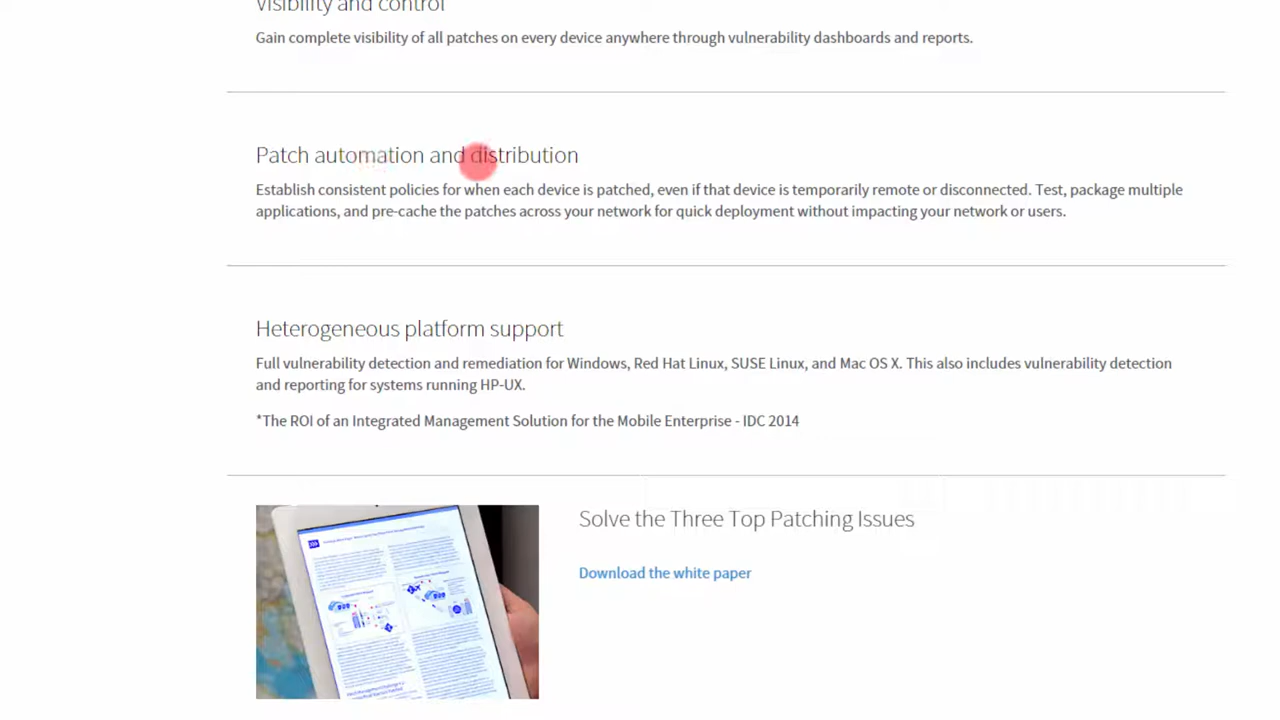 Visibility and control
Gain complete visibility of all patches on every device anywhere through vulnerability dashboards and reports.
Patch automation and distribution
Establish consistent policies for when each device is patched, even if that device is temporarily remote or disconnected. Test, package multiple
applications, and pre-cache the patches across your network for quick deployment without impacting your network or users.
Heterogeneous platform support
Full vulnerability detection and remediation for Windows, Red Hat Linux, SUSE Linux, and Mac OS X. This also includes vulnerability detection
and reporting for systems running HP-UX.
*The ROI of an Integrated Management Solution for the Mobile Enterprise - IDC 2014
Solve the Three Top Patching Issues
Download the white paper